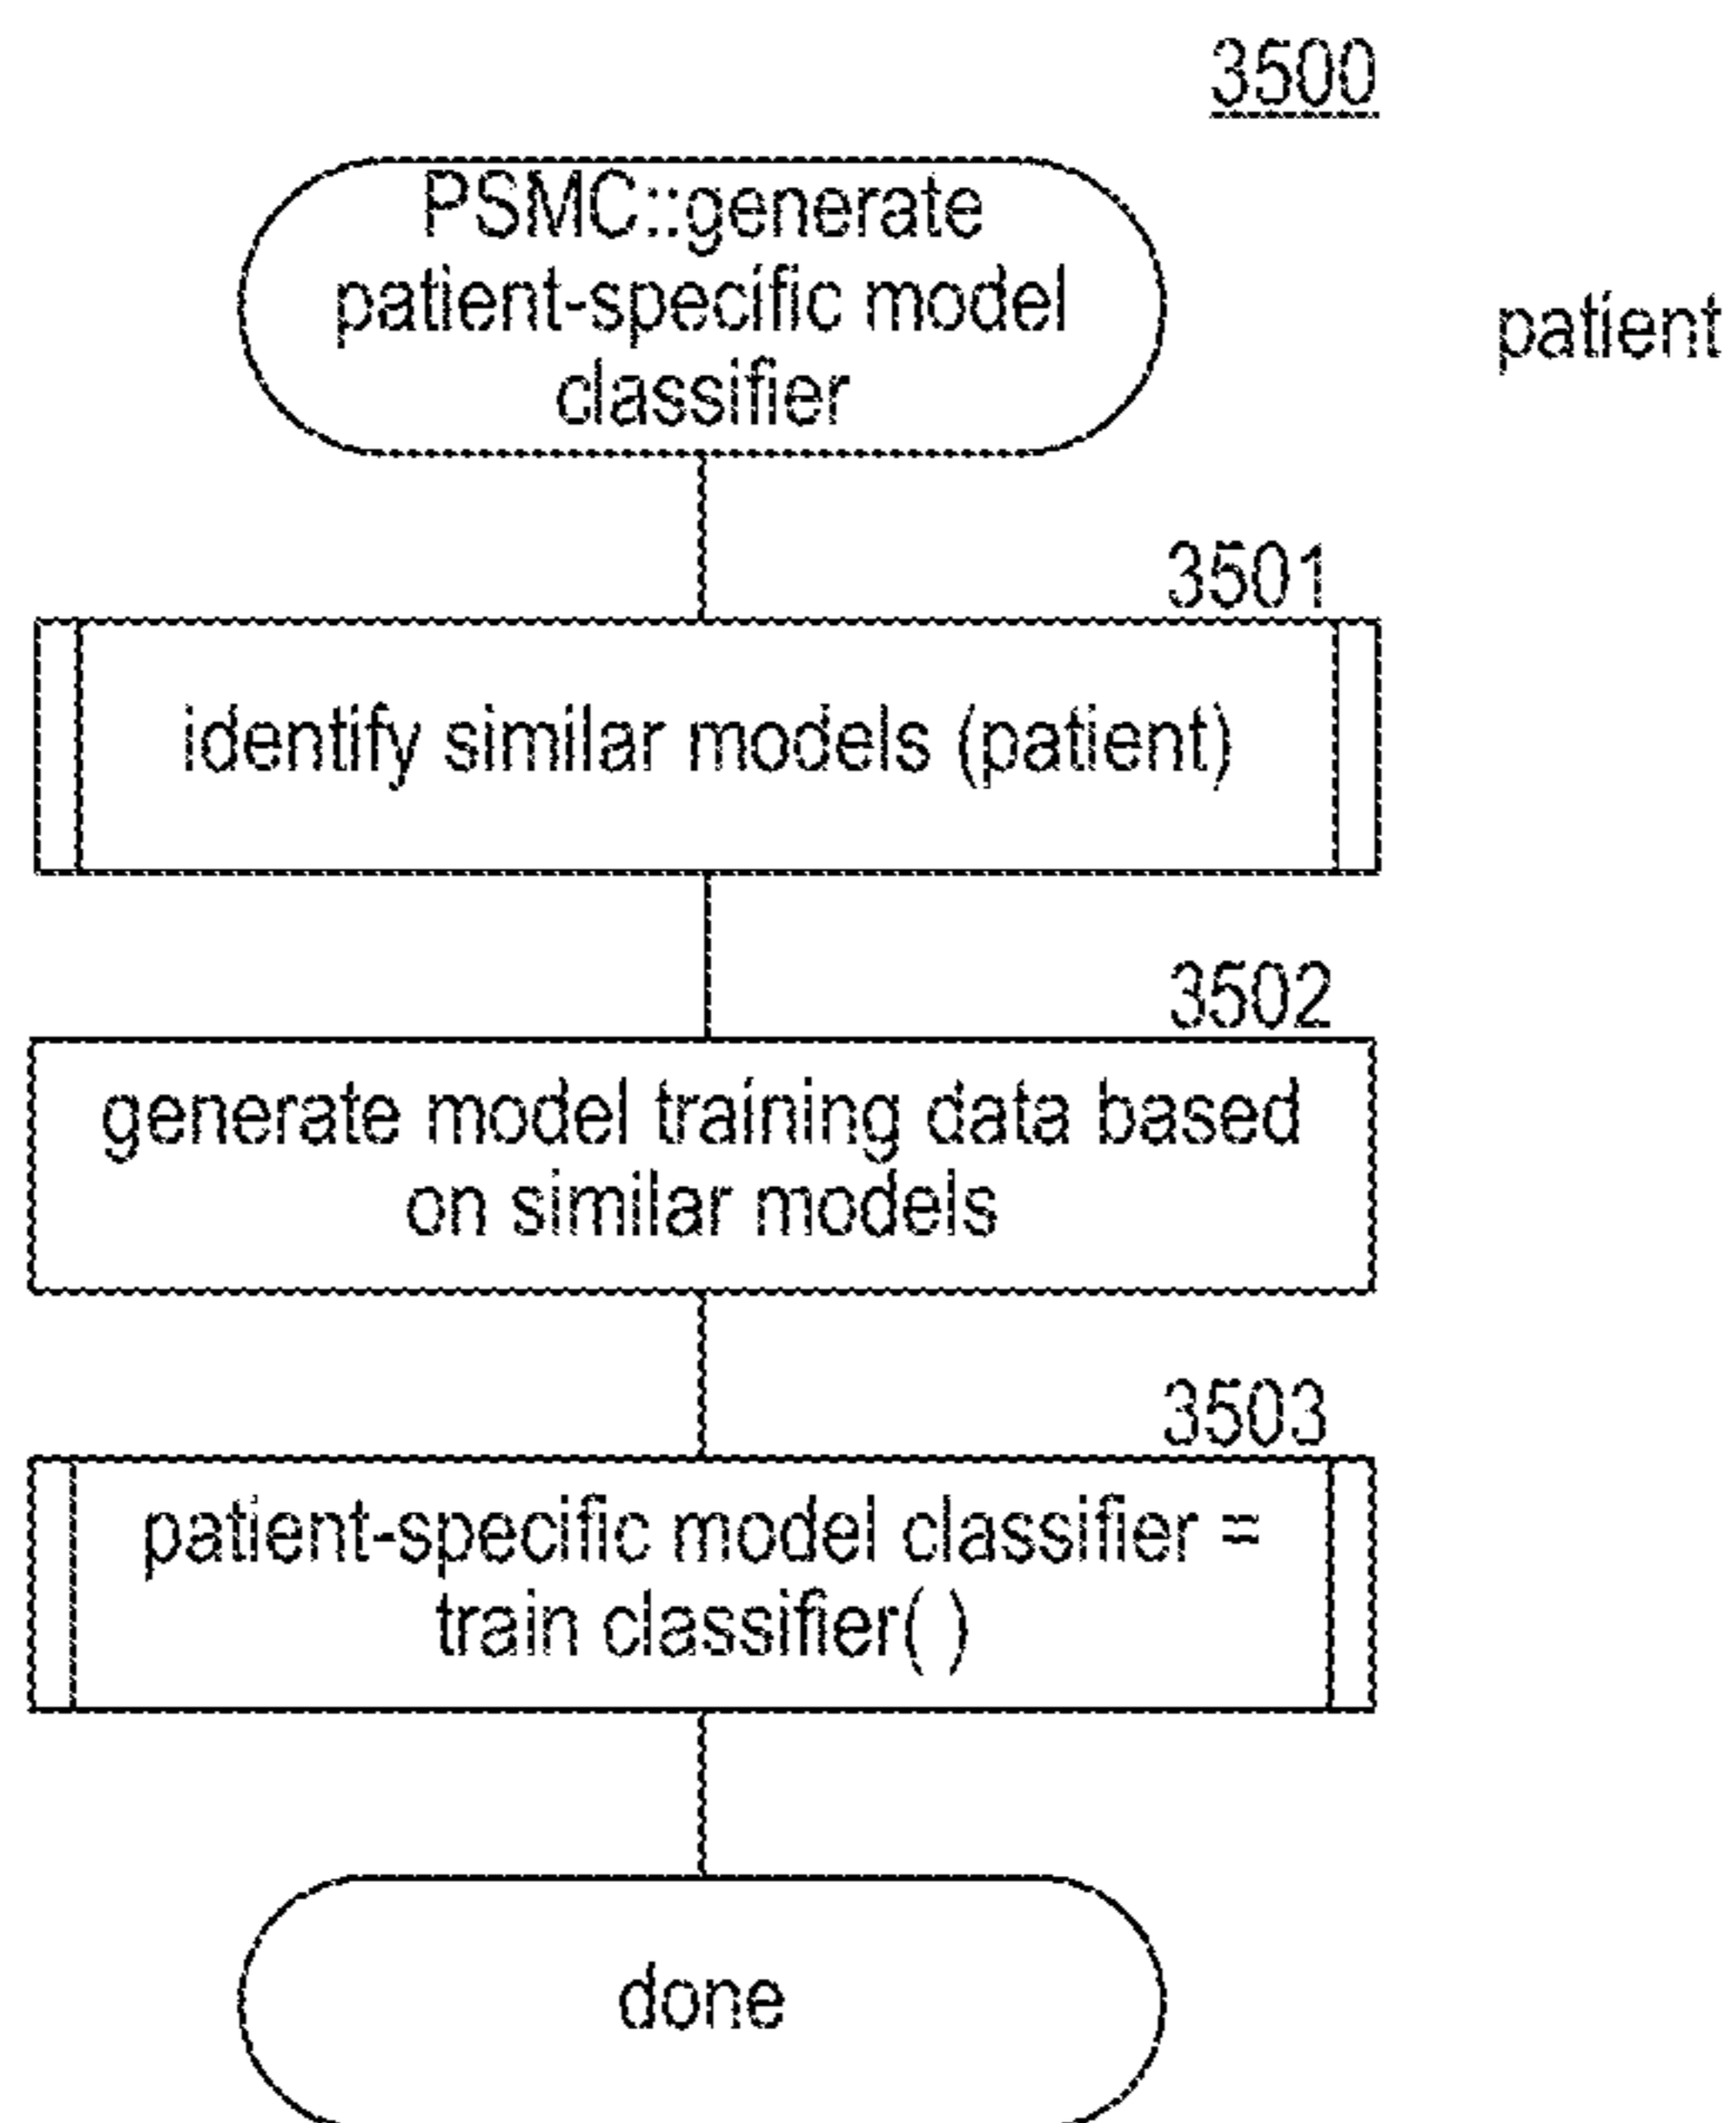 3500
PSMC::generate
patient-specific model
classifier
patient
3501
identify similar models (patient)
3502
generate model training data based
on similar models
3503
patient-specific model classifier =
train classifier( )
done